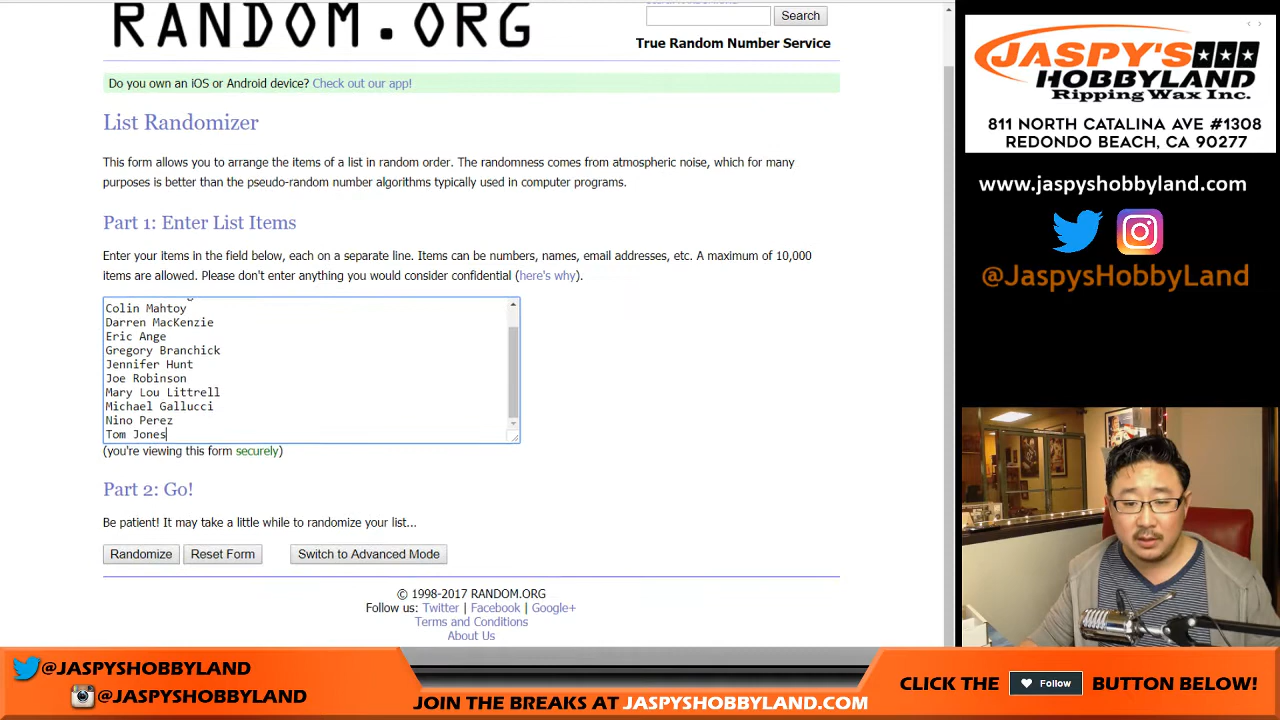 RANDOM.ORG
Search
True Random Number Service
Do you own an iOS or Android device? Check out our app!
List Randomizer
This form allows you to arrange the items of a list in random order. The randomness comes from atmospheric noise, which for many
purposes is better than the pseudo-random number algorithms typically used in computer programs.
Part 1: Enter List Items
Enter your items in the field below, each on a separate line. Items can be numbers, names, email addresses, etc. A maximum of 10,000
items are allowed. Please don't enter anything you would consider confidential (here's why).
Colin Mahtoy
Darren MacKenzie
Eric Ange
Gregory Branchick
Jennifer Hunt
Joe Robinson
Mary Lou Littrell
Michael Gallucci
Nino Perez
Tom Jones
(you're viewing this form securely)
Part 2: Go!
Be patient! It may take a little while to randomize your list...
Randomize Reset Form Switch to Advanced Mode
© 1998-2017 RANDOM.ORG
Follow us: Twitter | Facebook | Google+
Terms and Conditions
About Us
JASPY'S
HOBBYLAND
Ripping Wax Inc.
811 NORTH CATALINA AVE #1308
REDONDO BEACH, CA 90277
www.jaspyshobbyland.com
@JaspysHobbyLand
@JASPYSHOBBYLAND
@JASPYSHOBBYLAND
JOIN THE BREAKS AT JASPYSHOBBYLAND.COM
CLICK THE Follow BUTTON BELOW!